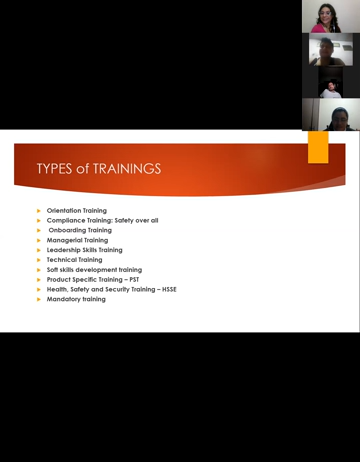 TYPES of TRAININGS
Orientation Training
Compliance Training: Safety over all
Onboarding Training
Managerial Training
Leadership Skills Training
Technical Training
Soft skills development training
Product Specific Training – PST
Health, Safety and Security Training – HSSE
Mandatory training